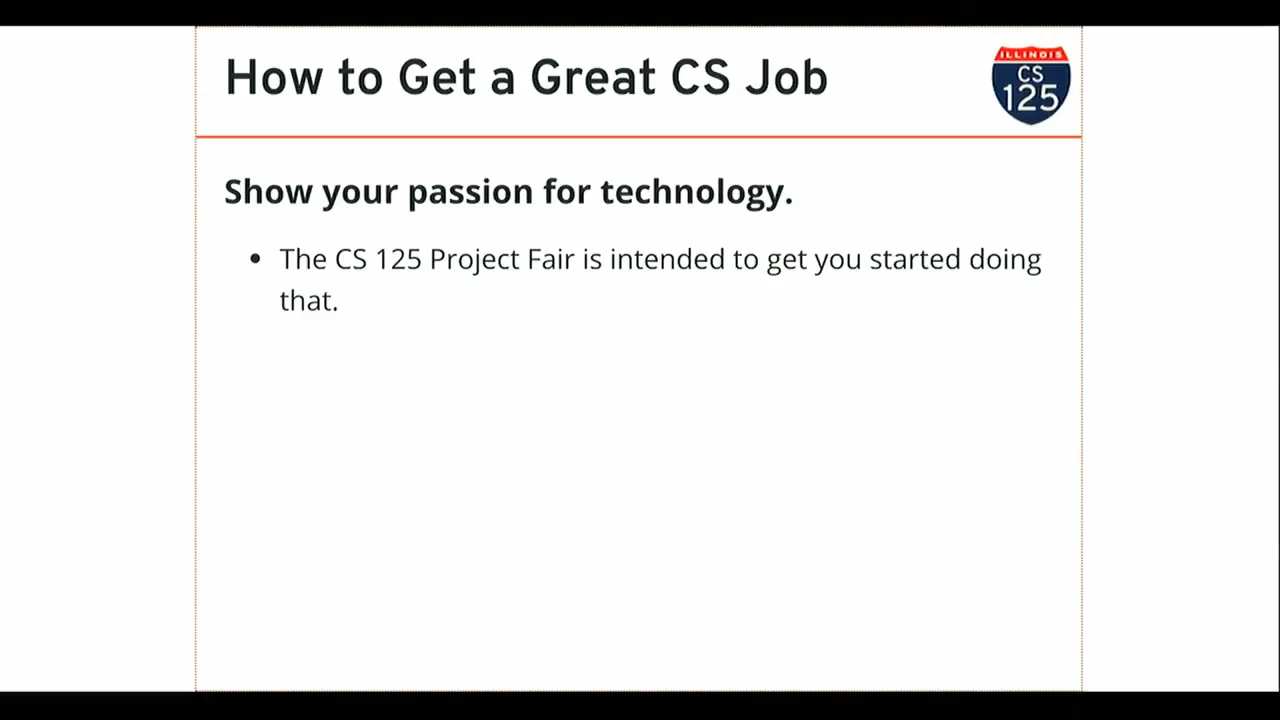 How to Get a Great CS Job
ILLINOIS
CS
125
Show your passion for technology.
• The CS 125 Project Fair is intended to get you started doing
that.